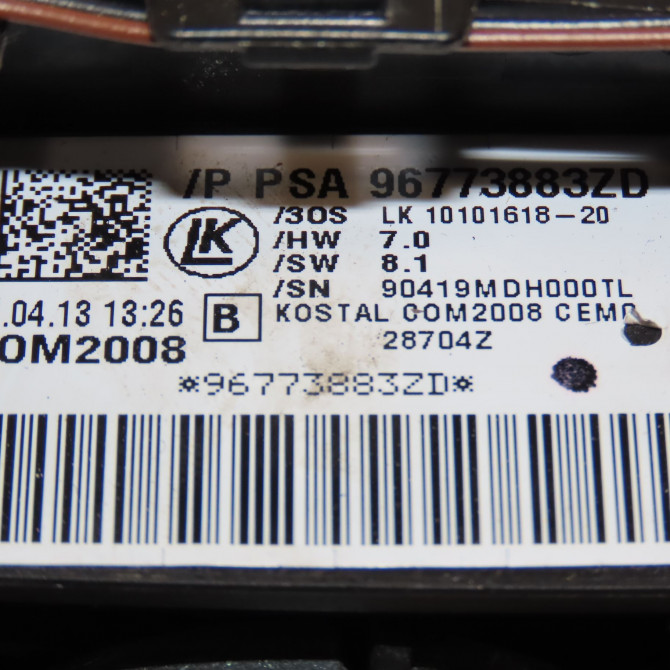 /P PSA 96773883ZD
/3OS LK 10101618-20
LK
/HW 7.0
/SW 8.1
/SN 90419MDH000TL
.04.13 13:26 B KOSTAL COM2008 CEM
OM2008 28704Z
*96773883ZD*